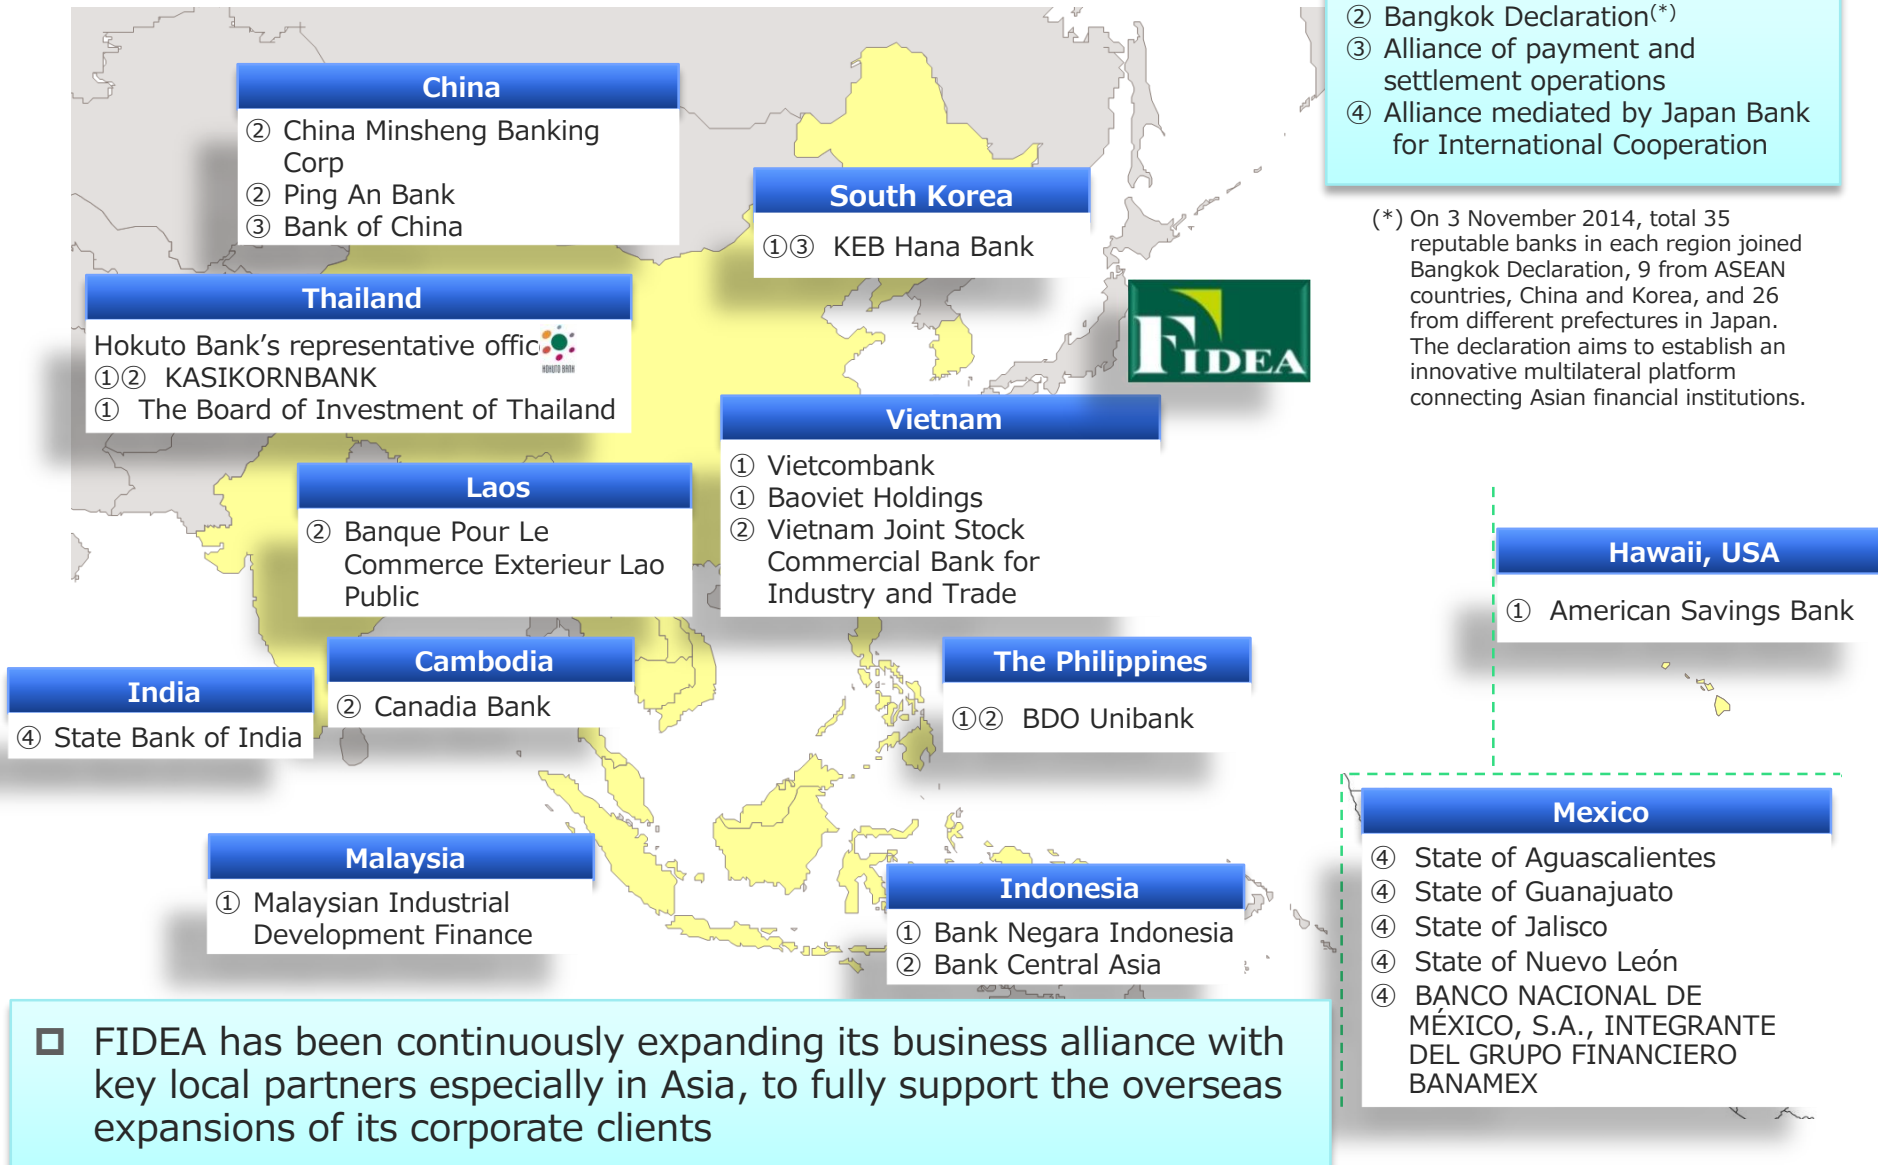 ② Bangkok Declaration(*)
③ Alliance of payment and
settlement operations
④ Alliance mediated by Japan Bank
for International Cooperation
(*) On 3 November 2014, total 35
reputable banks in each region joined
Bangkok Declaration, 9 from ASEAN
countries, China and Korea, and 26
from different prefectures in Japan.
The declaration aims to establish an
innovative multilateral platform
connecting Asian financial institutions.
China
② China Minsheng Banking
Corp
② Ping An Bank
③ Bank of China
South Korea
①③ KEB Hana Bank
FIDEA
Thailand
Hokuto Bank’s representative offic
HOKUTO BANK
①② KASIKORNBANK
① The Board of Investment of Thailand
Vietnam
① Vietcombank
① Baoviet Holdings
② Vietnam Joint Stock
Commercial Bank for
Industry and Trade
Laos
② Banque Pour Le
Commerce Exterieur Lao
Public
Hawaii, USA
① American Savings Bank
Cambodia
② Canadia Bank
The Philippines
①② BDO Unibank
India
④ State Bank of India
Malaysia
① Malaysian Industrial
Development Finance
Indonesia
① Bank Negara Indonesia
② Bank Central Asia
Mexico
④ State of Aguascalientes
④ State of Guanajuato
④ State of Jalisco
④ State of Nuevo León
④ BANCO NACIONAL DE
MÉXICO, S.A., INTEGRANTE
DEL GRUPO FINANCIERO
BANAMEX
FIDEA has been continuously expanding its business alliance with
key local partners especially in Asia, to fully support the overseas
expansions of its corporate clients